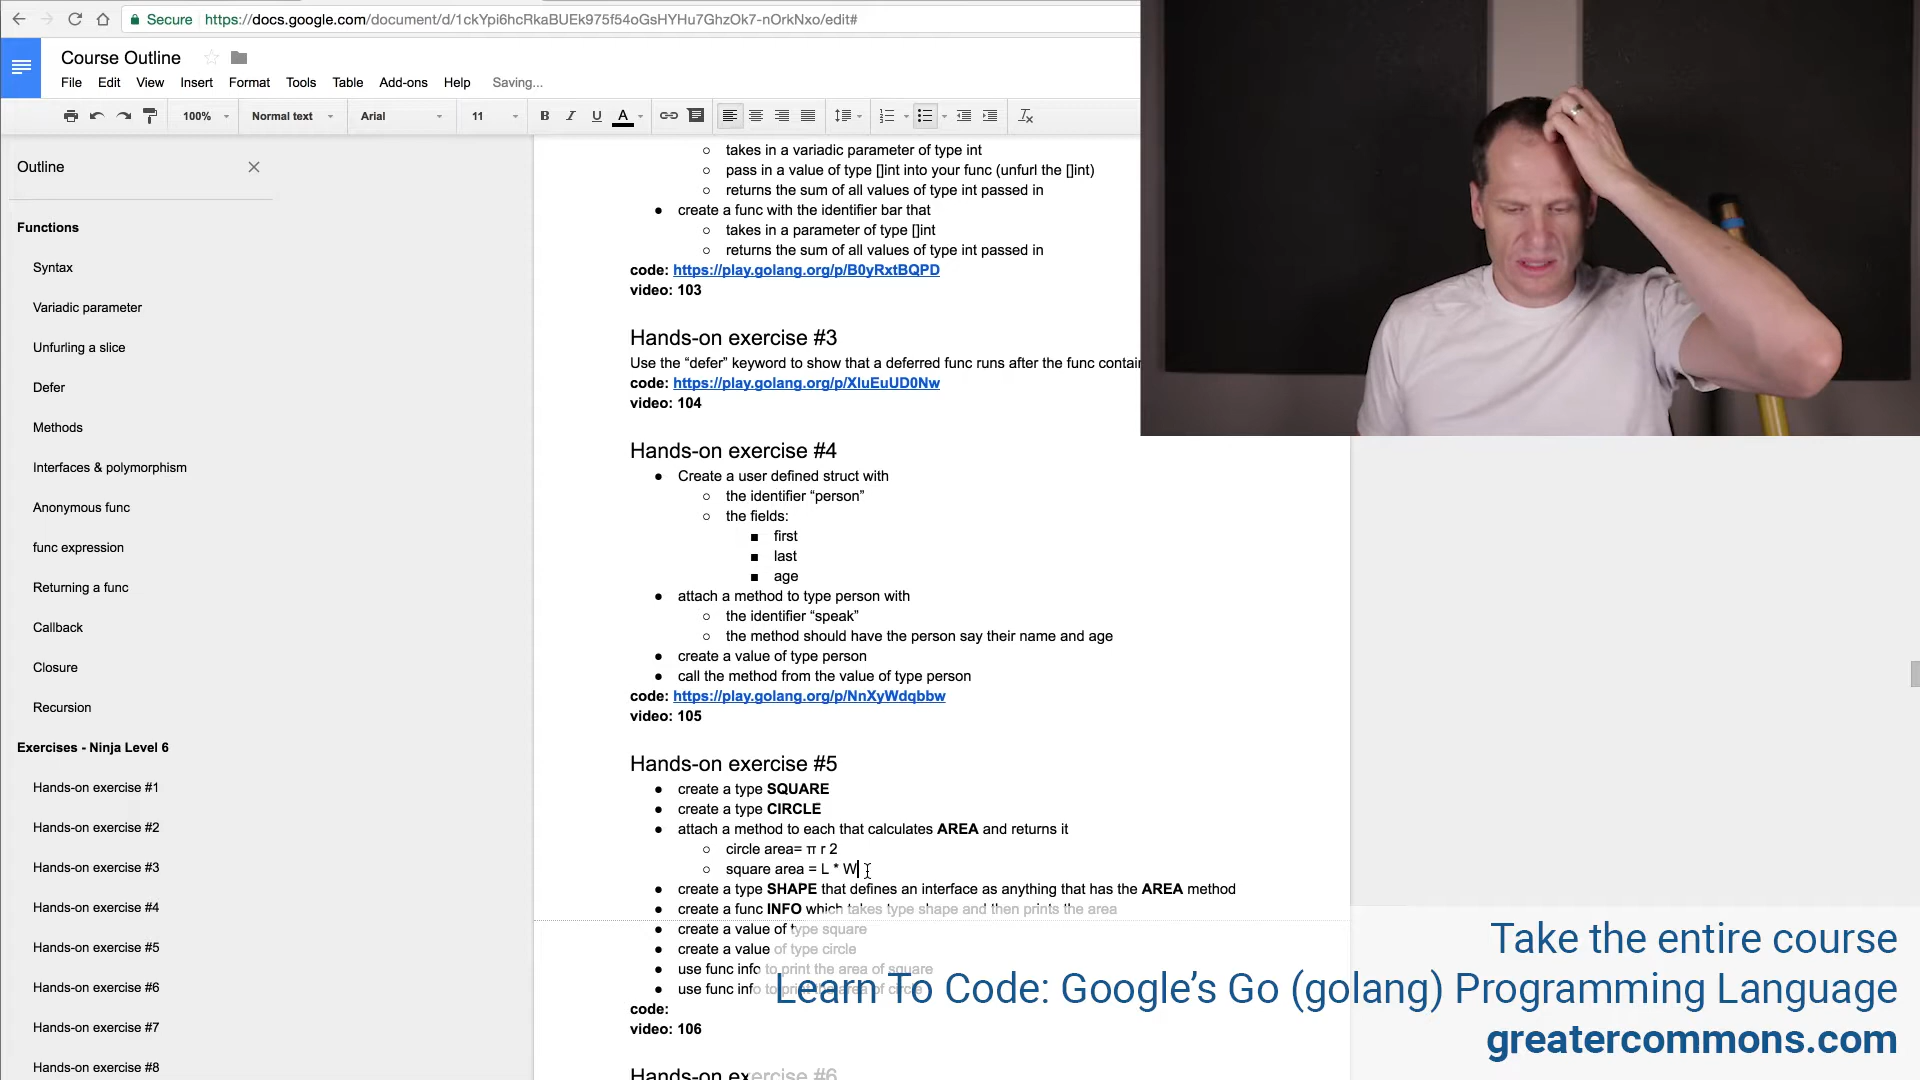 Secure https://docs.google.com/document/d/1ckYpi6hcRkaBUEk975f54oGsHYHu7GhzOk7-nOrkNxo/edit#
Course Outline
File Edit View Insert Format Tools Table Add-ons Help Saving...
100% Normal text Arial 11 B I U A
Outline
Functions
Syntax
Variadic parameter
Unfurling a slice
Defer
Methods
Interfaces & polymorphism
Anonymous func
func expression
Returning a func
Callback
Closure
Recursion
Exercises - Ninja Level 6
Hands-on exercise #1
Hands-on exercise #2
Hands-on exercise #3
Hands-on exercise #4
Hands-on exercise #5
Hands-on exercise #6
Hands-on exercise #7
Hands-on exercise #8
○ takes in a variadic parameter of type int
○ pass in a value of type []int into your func (unfurl the []int)
○ returns the sum of all values of type int passed in
● create a func with the identifier bar that
○ takes in a parameter of type []int
○ returns the sum of all values of type int passed in
code: https://play.golang.org/p/B0yRxtBQPD
video: 103
Hands-on exercise #3
Use the “defer” keyword to show that a deferred func runs after the func contain
code: https://play.golang.org/p/XluEuUD0Nw
video: 104
Hands-on exercise #4
● Create a user defined struct with
○ the identifier “person”
○ the fields:
■ first
■ last
■ age
● attach a method to type person with
○ the identifier “speak”
○ the method should have the person say their name and age
● create a value of type person
● call the method from the value of type person
code: https://play.golang.org/p/NnXyWdqbbw
video: 105
Hands-on exercise #5
● create a type SQUARE
● create a type CIRCLE
● attach a method to each that calculates AREA and returns it
○ circle area= π r 2
○ square area = L * W
● create a type SHAPE that defines an interface as anything that has the AREA method
● create a func INFO which takes type shape and then prints the area
● create a value of type square
● create a value of type circle
● use func info to print the area of square
● use func info to print the area of circle
code:
video: 106
Hands-on exercise #6
Take the entire course
Learn To Code: Google’s Go (golang) Programming Language
greatercommons.com